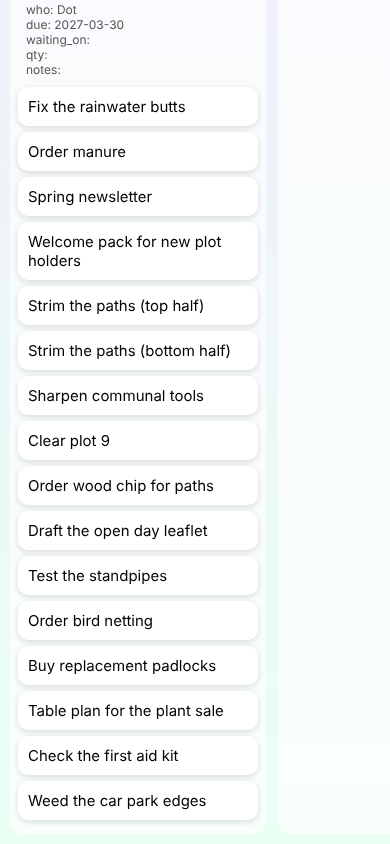 who: Dot
due: 2027-03-30
waiting_on:
qty:
notes:
Fix the rainwater butts
Order manure
Spring newsletter
Welcome pack for new plot
holders
Strim the paths (top half)
Strim the paths (bottom half)
Sharpen communal tools
Clear plot 9
Order wood chip for paths
Draft the open day leaflet
Test the standpipes
Order bird netting
Buy replacement padlocks
Table plan for the plant sale
Check the first aid kit
Weed the car park edges